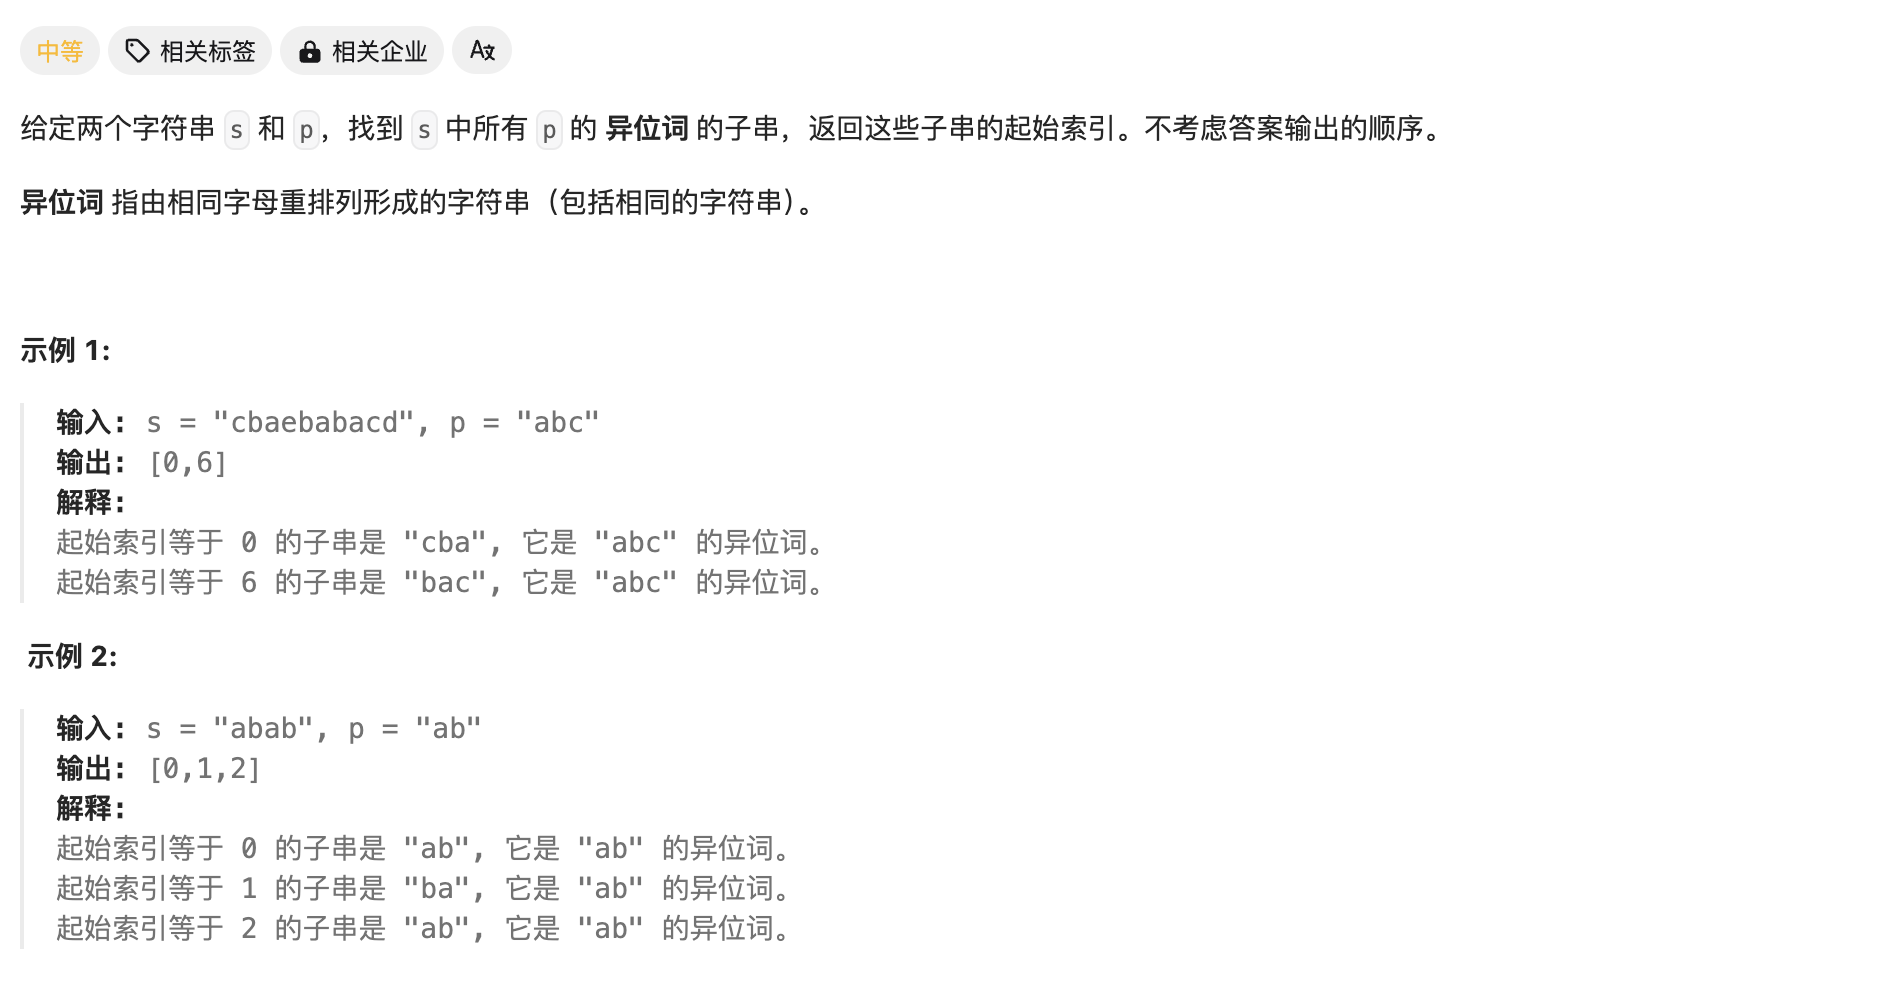 中等 相关标签 相关企业 A文
给定两个字符串 s 和 p，找到 s 中所有 p 的 异位词 的子串，返回这些子串的起始索引。不考虑答案输出的顺序。
异位词 指由相同字母重排列形成的字符串（包括相同的字符串）。
示例 1:
输入: s = "cbaebabacd", p = "abc"
输出: [0,6]
解释:
起始索引等于 0 的子串是 "cba", 它是 "abc" 的异位词。
起始索引等于 6 的子串是 "bac", 它是 "abc" 的异位词。
示例 2:
输入: s = "abab", p = "ab"
输出: [0,1,2]
解释:
起始索引等于 0 的子串是 "ab", 它是 "ab" 的异位词。
起始索引等于 1 的子串是 "ba", 它是 "ab" 的异位词。
起始索引等于 2 的子串是 "ab", 它是 "ab" 的异位词。